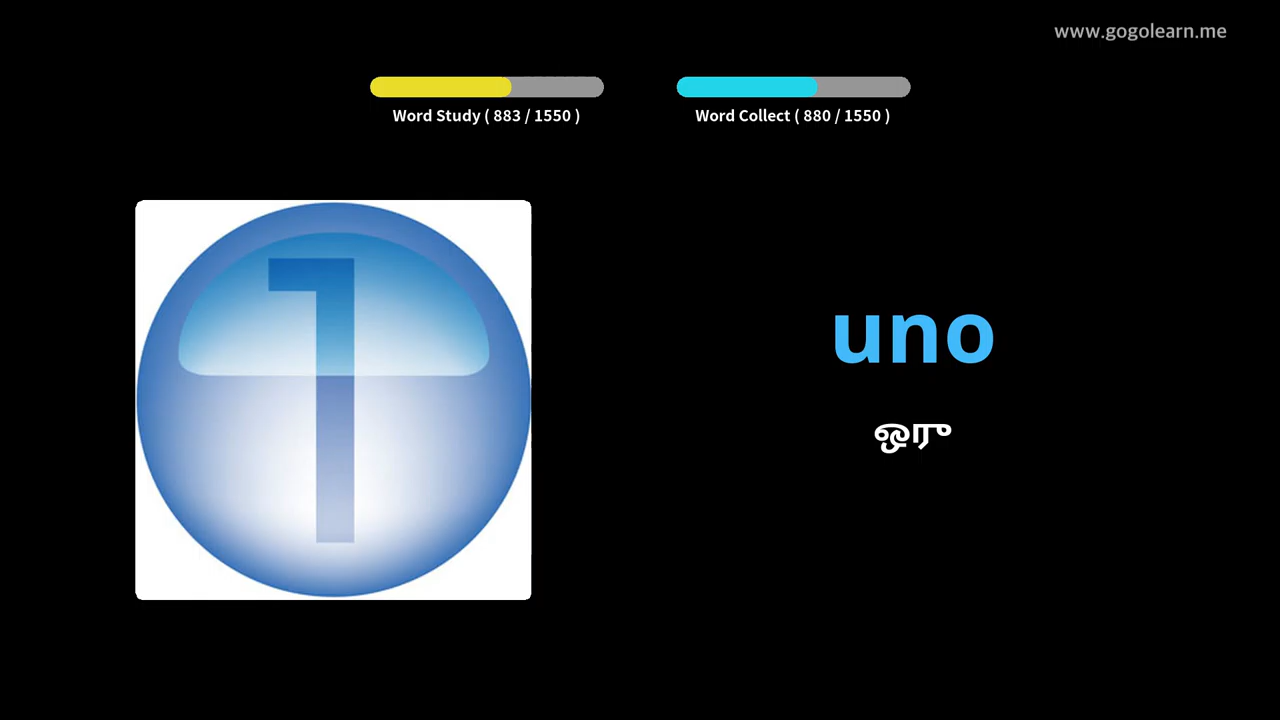 www.gogolearn.me
Word Study ( 883 / 1550 )
Word Collect ( 880 / 1550 )
1
uno
ஒரு